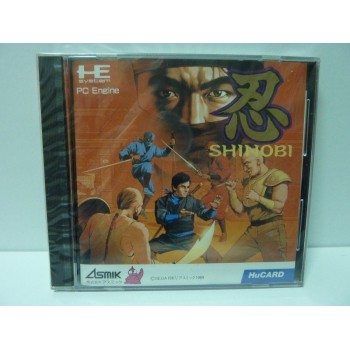 HE
system
PC Engine
忍
SHINOBI
ASMIK
HuCARD